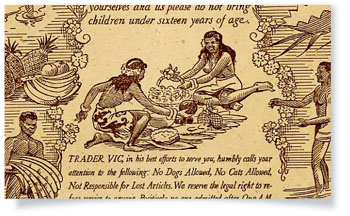 yourselves and us please do not bring
children under sixteen years of age.
TRADER VIC, in his best efforts to serve you, humbly calls your
attention to the following: No Dogs Allowed, No Cats Allowed,
Not Responsible for Lost Articles. We reserve the legal right to re-
fuse service to anyone. Positively no one admitted after One A.M.